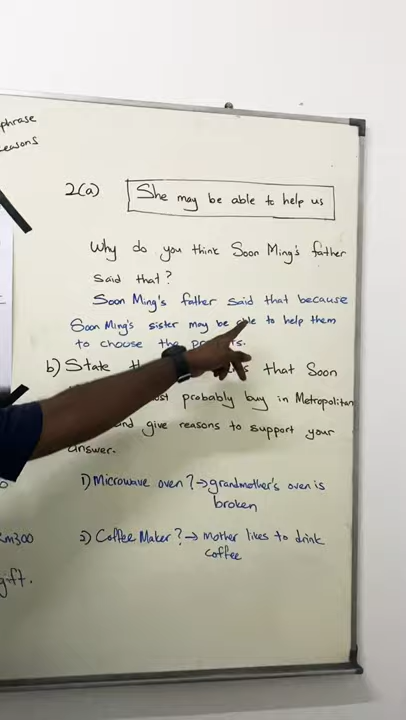 phrase
reasons
2(a) She may be able to help us
Why do you think Soon Ming's father
said that?
Soon Ming's father said that because
Soon Ming's sister may be able to help them
to choose the
b) State that Soon
probably buy in Metropolitan
and give reasons to support your
answer.
1) Microwave oven? → grandmother's oven is
broken
2) Coffee Maker? → mother likes to drink
coffee
Rm300
gift.